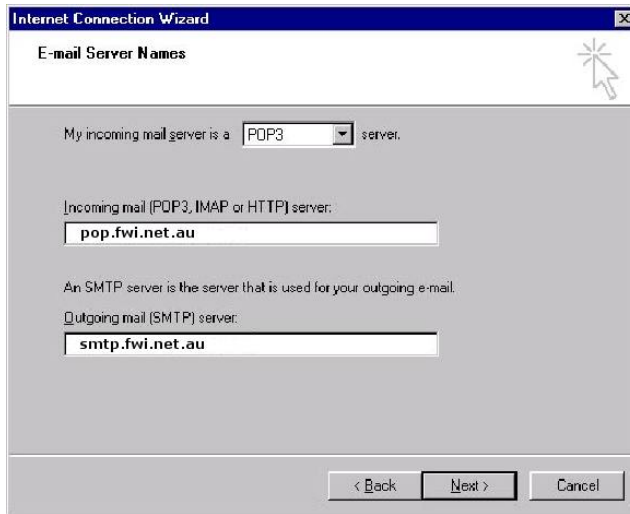 Internet Connection Wizard
E-mail Server Names
My incoming mail server is a POP3 server.
Incoming mail (POP3, IMAP or HTTP) server:
pop.fwi.net.au
An SMTP server is the server that is used for your outgoing e-mail.
Outgoing mail (SMTP) server:
smtp.fwi.net.au
< Back Next > Cancel